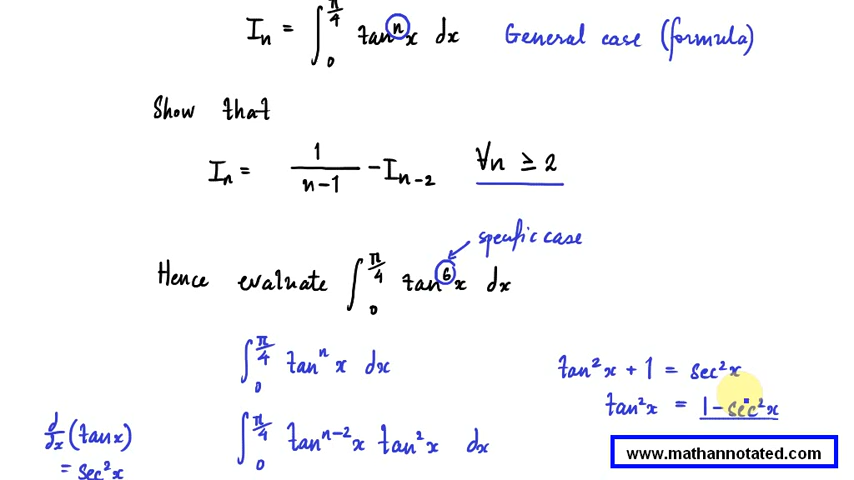 Iₙ = ∫₀^(π/4) tanⁿx dx General case (formula)
Show that
Iₙ = 1/(n-1) - Iₙ₋₂ ∀n ≥ 2
specific case
Hence evaluate ∫₀^(π/4) tan⁶x dx
∫₀^(π/4) tanⁿ x dx
tan²x + 1 = sec²x
tan²x = 1 - sec²x
d/dx (tanx)
= sec²x
∫₀^(π/4) tanⁿ⁻²x tan²x dx
www.mathannotated.com